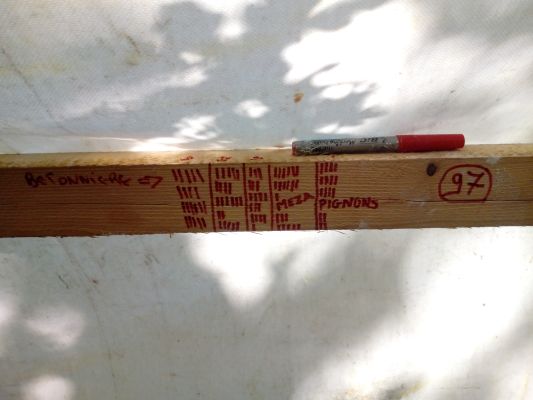 BETONNIERE
MEZA
PIGNONS
97